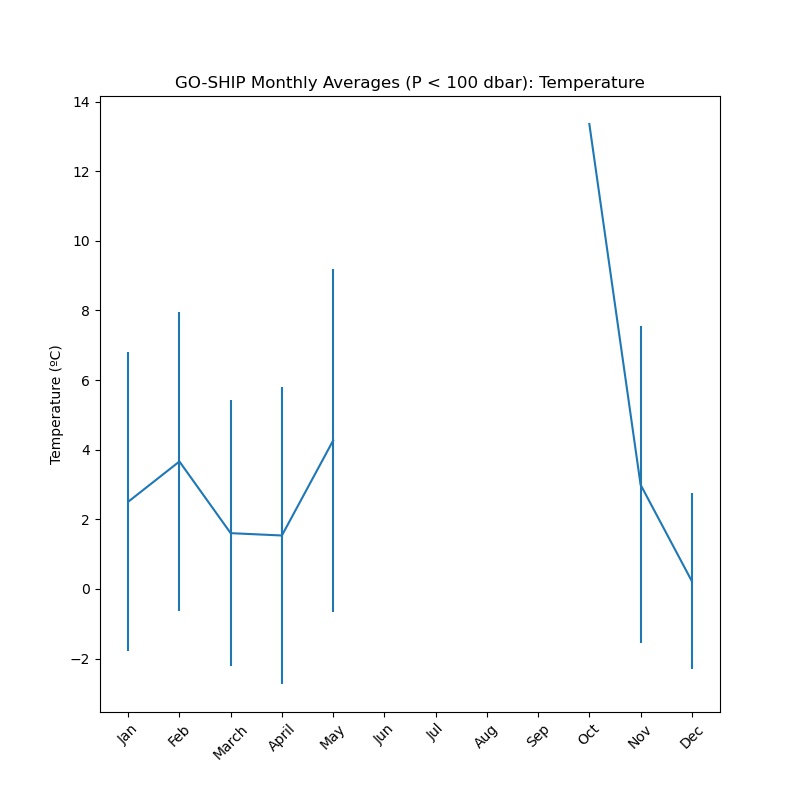 GO-SHIP Monthly Averages (P < 100 dbar): Temperature
14
12
10
8
6
4
2
0
−2
Temperature (ºC)
Jan
Feb
March
April
May
Jun
Jul
Aug
Sep
Oct
Nov
Dec